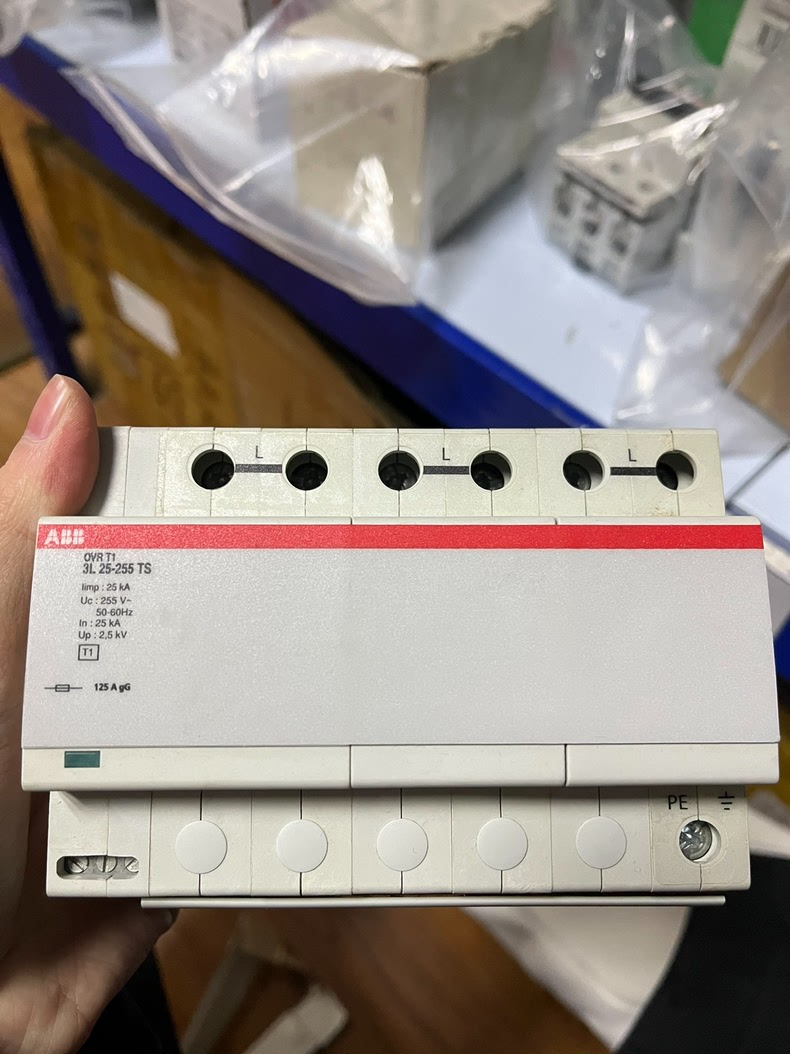 L L L
ABB
OVR T1
3L 25-255 TS
Iimp : 25 kA
Uc : 255 V~
50-60Hz
In : 25 kA
Up : 2,5 kV
T1
125 A gG
PE